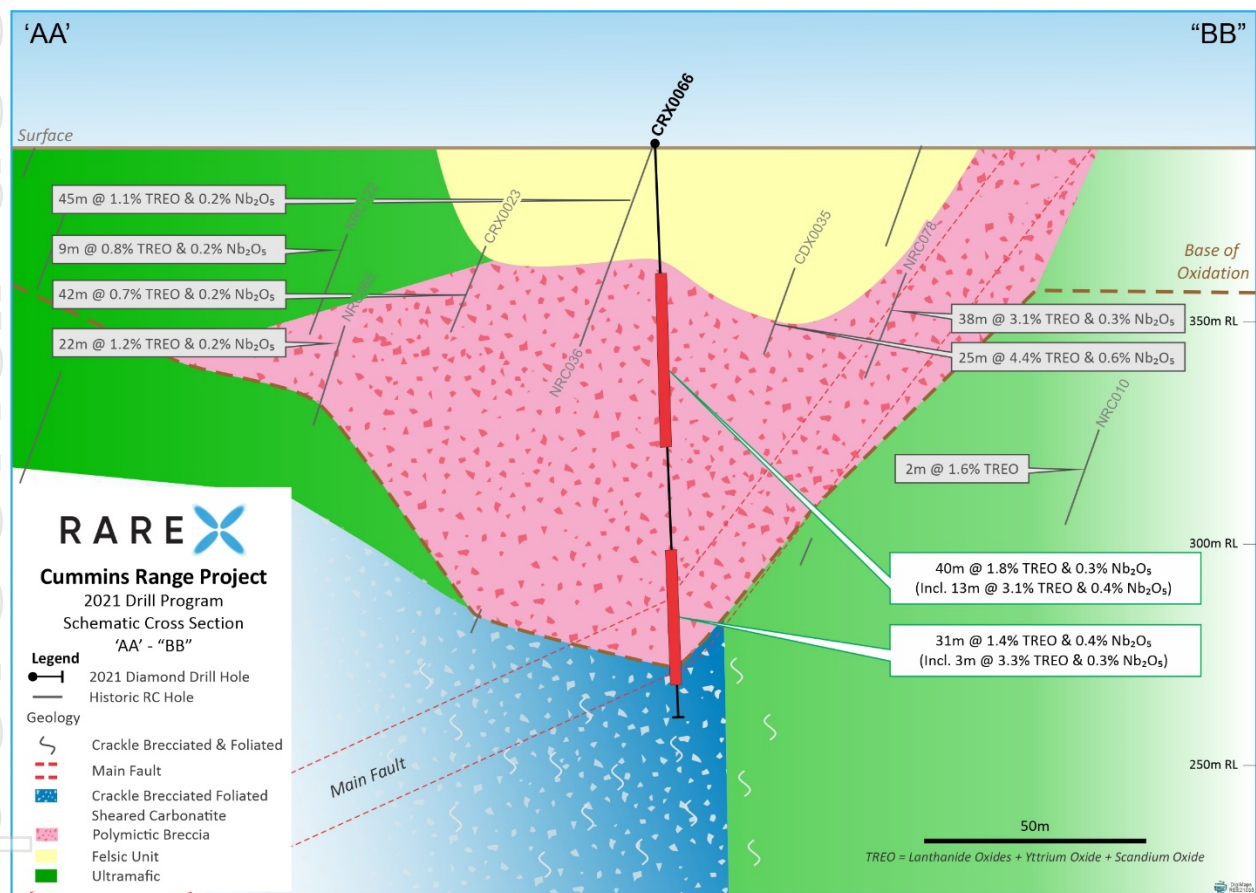 ‘AA’
“BB”
CRX0066
Surface
45m @ 1.1% TREO & 0.2% Nb₂O₅
9m @ 0.8% TREO & 0.2% Nb₂O₅
42m @ 0.7% TREO & 0.2% Nb₂O₅
22m @ 1.2% TREO & 0.2% Nb₂O₅
CRX0023
NRC036
CDX0035
NRC078
Base of
Oxidation
38m @ 3.1% TREO & 0.3% Nb₂O₅
25m @ 4.4% TREO & 0.6% Nb₂O₅
350m RL
NRC010
2m @ 1.6% TREO
300m RL
40m @ 1.8% TREO & 0.3% Nb₂O₅
(Incl. 13m @ 3.1% TREO & 0.4% Nb₂O₅)
31m @ 1.4% TREO & 0.4% Nb₂O₅
(Incl. 3m @ 3.3% TREO & 0.3% Nb₂O₅)
250m RL
Main Fault
RAREX
Cummins Range Project
2021 Drill Program
Schematic Cross Section
‘AA’ - “BB”
Legend
2021 Diamond Drill Hole
Historic RC Hole
Geology
Crackle Brecciated & Foliated
Main Fault
Crackle Brecciated Foliated
Sheared Carbonatite
Polymictic Breccia
Felsic Unit
Ultramafic
50m
TREO = Lanthanide Oxides + Yttrium Oxide + Scandium Oxide